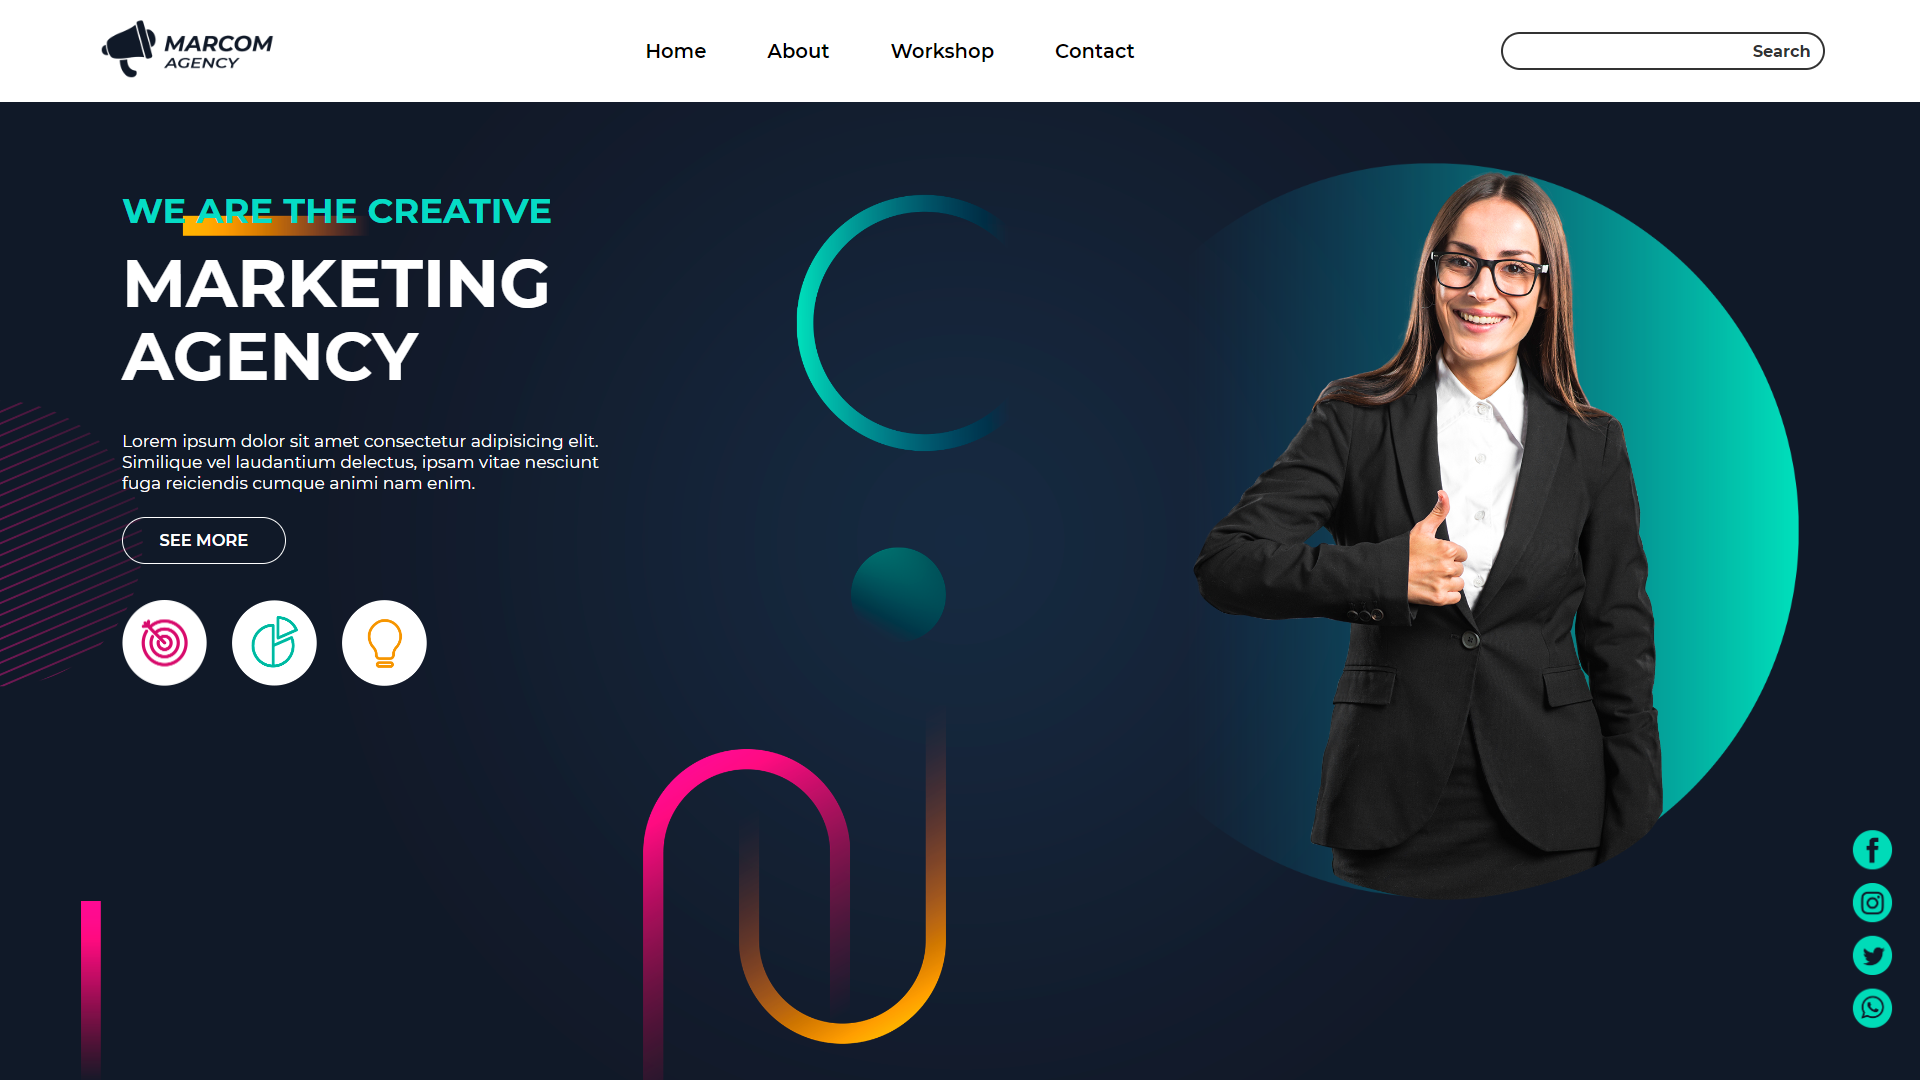 MARCOM
AGENCY
Home
About
Workshop
Contact
Search
WE ARE THE CREATIVE
MARKETING
AGENCY
Lorem ipsum dolor sit amet consectetur adipisicing elit.
Similique vel laudantium delectus, ipsam vitae nesciunt
fuga reiciendis cumque animi nam enim.
SEE MORE